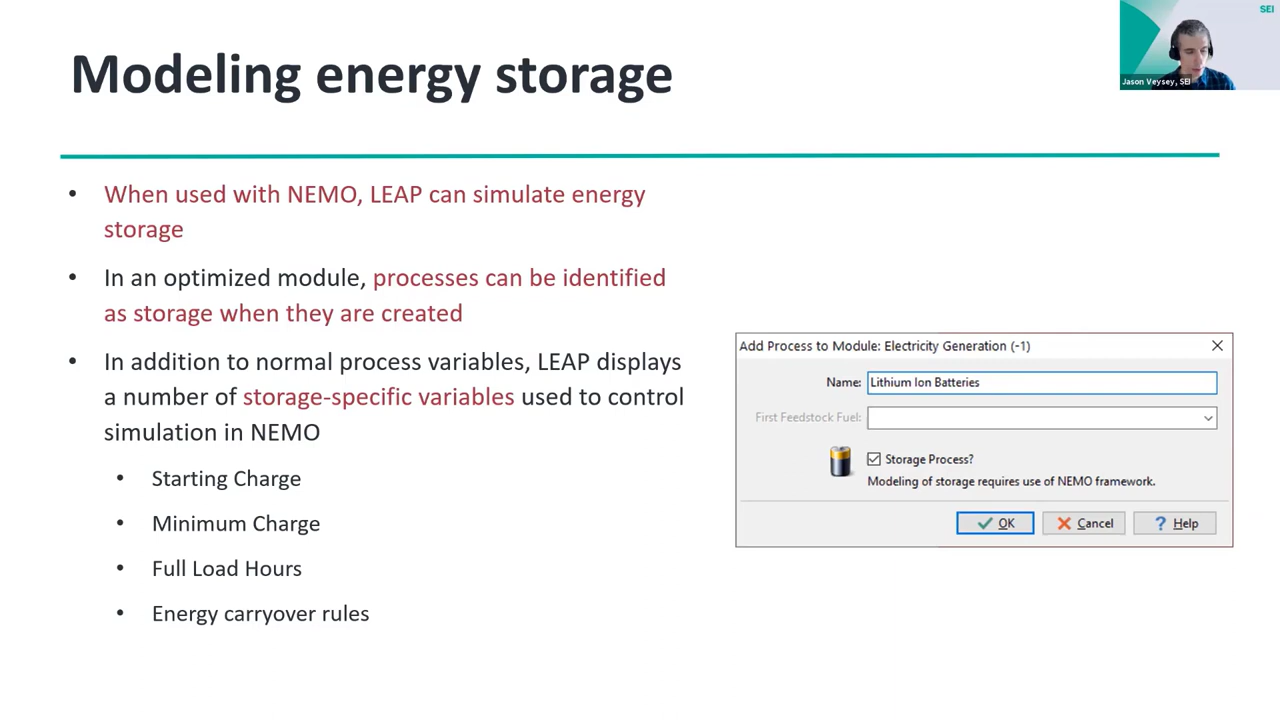 SEI
Modeling energy storage
Jason Veysey, SEI
• When used with NEMO, LEAP can simulate energy
storage
• In an optimized module, processes can be identified
as storage when they are created
• In addition to normal process variables, LEAP displays
a number of storage-specific variables used to control
simulation in NEMO
• Starting Charge
• Minimum Charge
• Full Load Hours
• Energy carryover rules
Add Process to Module: Electricity Generation (-1)
Name: Lithium Ion Batteries
First Feedstock Fuel:
Storage Process?
Modeling of storage requires use of NEMO framework.
OK Cancel Help